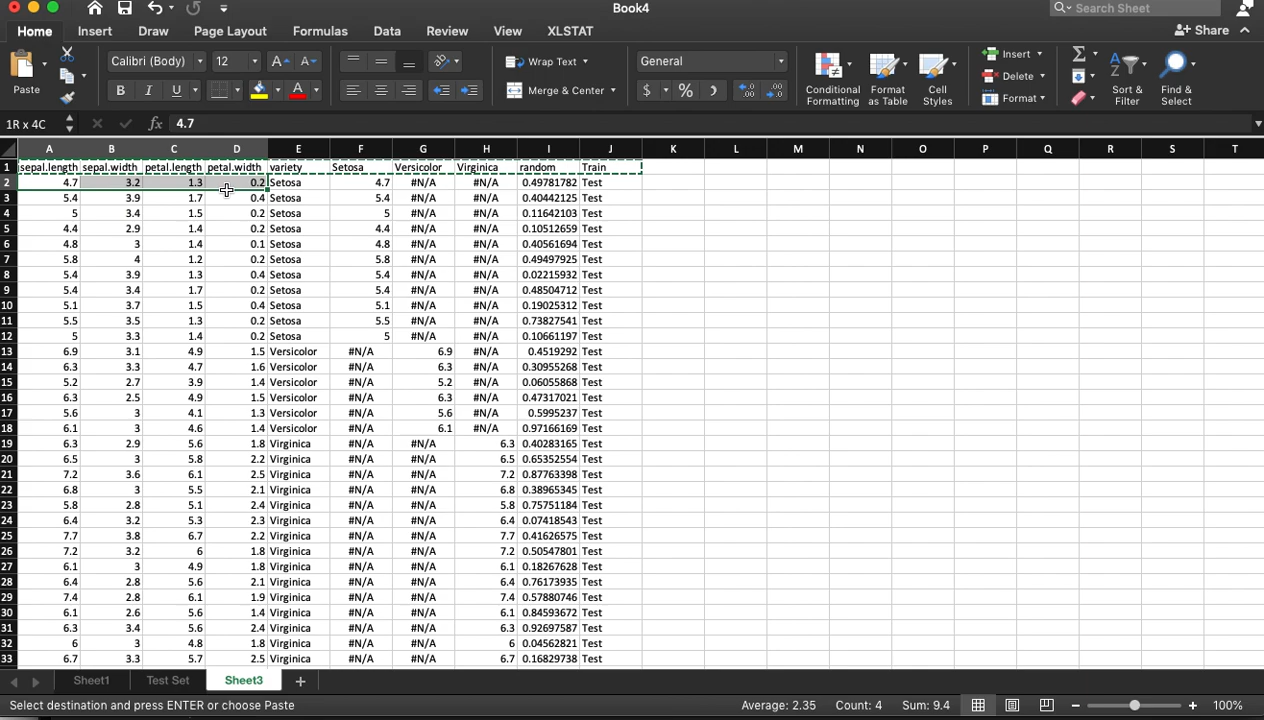 Book4
Search Sheet
Home Insert Draw Page Layout Formulas Data Review View XLSTAT Share
Paste Calibri (Body) 12 A A Wrap Text General Conditional Formatting Format as Table Cell Styles Insert Sort & Filter Find & Select
B I U A Merge & Center $ % Delete
Format
1R x 4C fx 4.7
A B C D E F G H I J K L M N O P Q R S T
1 sepal.length sepal.width petal.length petal.width variety Setosa Versicolor Virginica random Train
2 4.7 3.2 1.3 0.2 Setosa 4.7 #N/A #N/A 0.49781782 Test
3 5.4 3.9 1.7 0.4 Setosa 5.4 #N/A #N/A 0.40442125 Test
4 5 3.4 1.5 0.2 Setosa 5 #N/A #N/A 0.11642103 Test
5 4.4 2.9 1.4 0.2 Setosa 4.4 #N/A #N/A 0.10512659 Test
6 4.8 3 1.4 0.1 Setosa 4.8 #N/A #N/A 0.40561694 Test
7 5.8 4 1.2 0.2 Setosa 5.8 #N/A #N/A 0.49497925 Test
8 5.4 3.9 1.3 0.4 Setosa 5.4 #N/A #N/A 0.02215932 Test
9 5.4 3.4 1.7 0.2 Setosa 5.4 #N/A #N/A 0.48504712 Test
10 5.1 3.7 1.5 0.4 Setosa 5.1 #N/A #N/A 0.19025312 Test
11 5.5 3.5 1.3 0.2 Setosa 5.5 #N/A #N/A 0.73827541 Test
12 5 3.3 1.4 0.2 Setosa 5 #N/A #N/A 0.10661197 Test
13 6.9 3.1 4.9 1.5 Versicolor #N/A 6.9 #N/A 0.4519292 Test
14 6.3 3.3 4.7 1.6 Versicolor #N/A 6.3 #N/A 0.30955268 Test
15 5.2 2.7 3.9 1.4 Versicolor #N/A 5.2 #N/A 0.06055868 Test
16 6.3 2.5 4.9 1.5 Versicolor #N/A 6.3 #N/A 0.47317021 Test
17 5.6 3 4.1 1.3 Versicolor #N/A 5.6 #N/A 0.5995237 Test
18 6.1 3 4.6 1.4 Versicolor #N/A 6.1 #N/A 0.97166169 Test
19 6.3 2.9 5.6 1.8 Virginica #N/A #N/A 6.3 0.40283165 Test
20 6.5 3 5.8 2.2 Virginica #N/A #N/A 6.5 0.65352554 Test
21 7.2 3.6 6.1 2.5 Virginica #N/A #N/A 7.2 0.87763398 Test
22 6.8 3 5.5 2.1 Virginica #N/A #N/A 6.8 0.38965345 Test
23 5.8 2.8 5.1 2.4 Virginica #N/A #N/A 5.8 0.75751184 Test
24 6.4 3.2 5.3 2.3 Virginica #N/A #N/A 6.4 0.07418543 Test
25 7.7 3.8 6.7 2.2 Virginica #N/A #N/A 7.7 0.41626575 Test
26 7.2 3.2 6 1.8 Virginica #N/A #N/A 7.2 0.50547801 Test
27 6.1 3 4.9 1.8 Virginica #N/A #N/A 6.1 0.18267628 Test
28 6.4 2.8 5.6 2.1 Virginica #N/A #N/A 6.4 0.76173935 Test
29 7.4 2.8 6.1 1.9 Virginica #N/A #N/A 7.4 0.57880746 Test
30 6.1 2.6 5.6 1.4 Virginica #N/A #N/A 6.1 0.84593672 Test
31 6.3 3.4 5.6 2.4 Virginica #N/A #N/A 6.3 0.92697587 Test
32 6 3 4.8 1.8 Virginica #N/A #N/A 6 0.04562821 Test
33 6.7 3.3 5.7 2.5 Virginica #N/A #N/A 6.7 0.16829738 Test
Sheet1 Test Set Sheet3 +
Select destination and press ENTER or choose Paste Average: 2.35 Count: 4 Sum: 9.4 100%